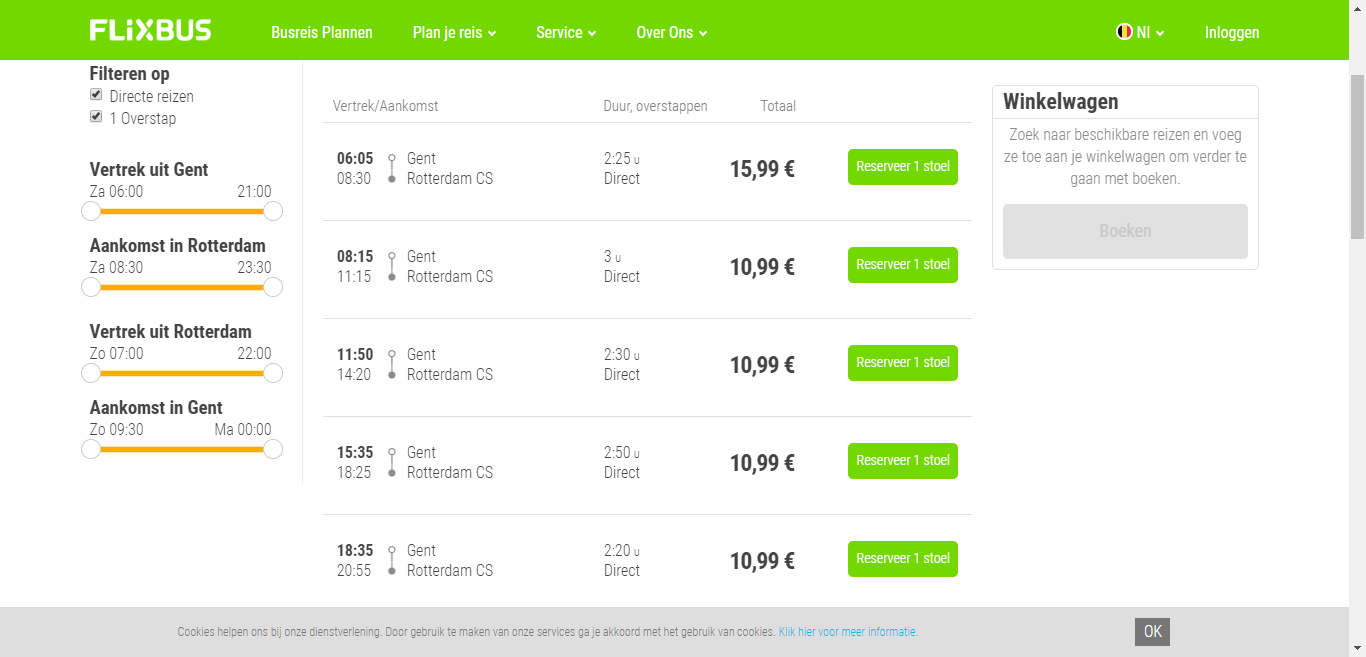 FLiXBUS
Busreis Plannen
Plan je reis
Service
Over Ons
Nl
Inloggen
Filteren op
Directe reizen
1 Overstap
Vertrek uit Gent
Za 06:00 21:00
Aankomst in Rotterdam
Za 08:30 23:30
Vertrek uit Rotterdam
Zo 07:00 22:00
Aankomst in Gent
Zo 09:30 Ma 00:00
Vertrek/Aankomst Duur, overstappen Totaal
06:05 Gent 2:25 u
08:30 Rotterdam CS Direct
15,99 €
Reserveer 1 stoel
08:15 Gent 3 u
11:15 Rotterdam CS Direct
10,99 €
Reserveer 1 stoel
11:50 Gent 2:30 u
14:20 Rotterdam CS Direct
10,99 €
Reserveer 1 stoel
15:35 Gent 2:50 u
18:25 Rotterdam CS Direct
10,99 €
Reserveer 1 stoel
18:35 Gent 2:20 u
20:55 Rotterdam CS Direct
10,99 €
Reserveer 1 stoel
Winkelwagen
Zoek naar beschikbare reizen en voeg
ze toe aan je winkelwagen om verder te
gaan met boeken.
Boeken
Cookies helpen ons bij onze dienstverlening. Door gebruik te maken van onze services ga je akkoord met het gebruik van cookies. Klik hier voor meer informatie.
OK